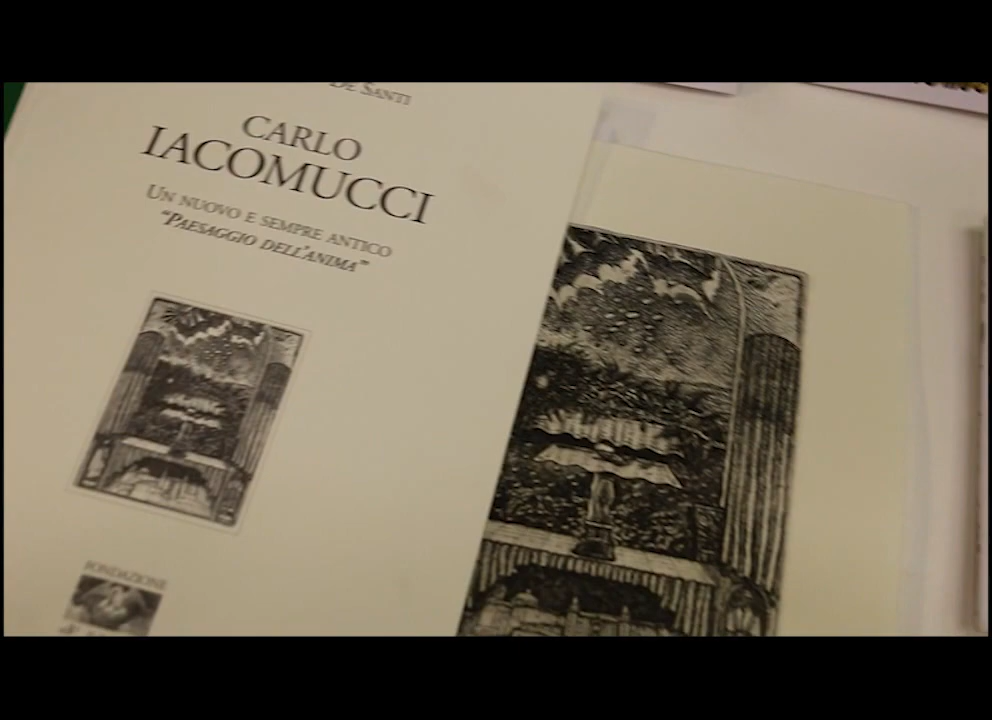 De Santi
CARLO
IACOMUCCI
Un nuovo e sempre antico
“Paesaggio dell’anima”
FONDAZIONE